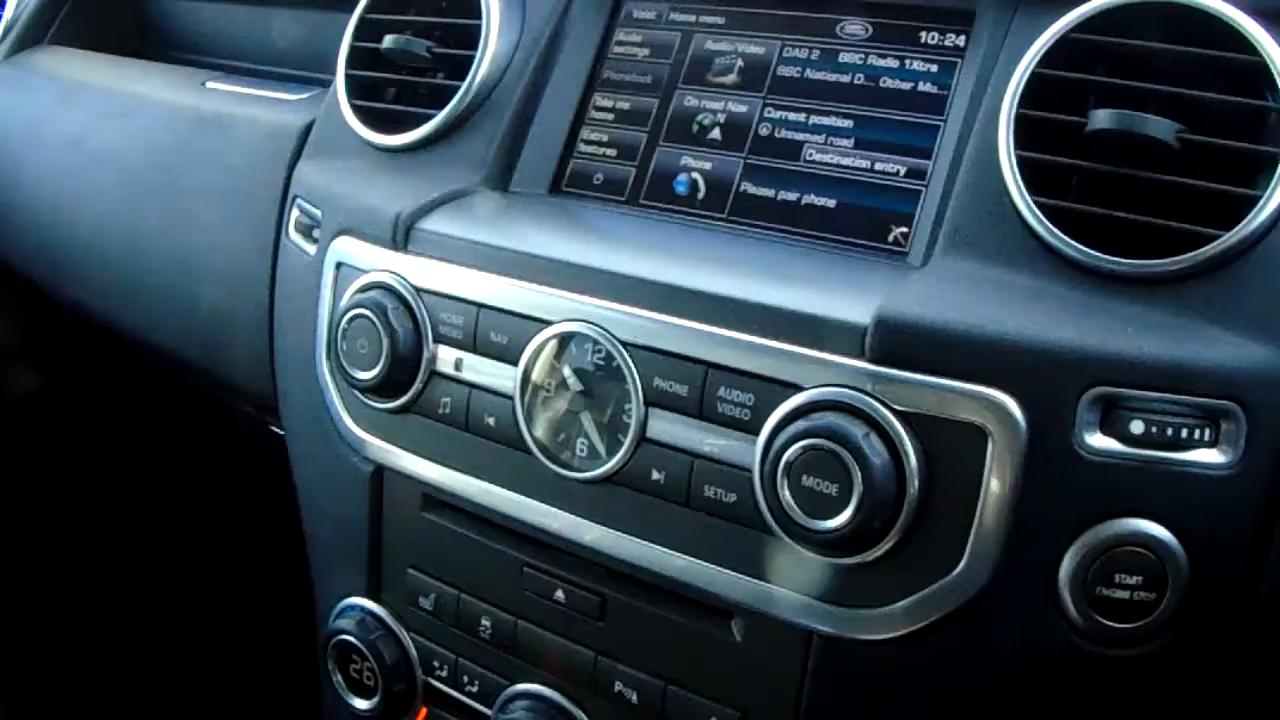 Valet Home menu
10:24
Audio
settings
Phonebook
Take me
home
Extra
features
Audio/Video
DAB 2 BBC Radio 1Xtra
BBC National D... Other Mu...
On road Nav
N
Current position
Unnamed road
Destination entry
Phone
Please pair phone
HOME
MENU
NAV
12
3
6
9
PHONE
AUDIO
VIDEO
SETUP
MODE
START
ENGINE STOP
26
P